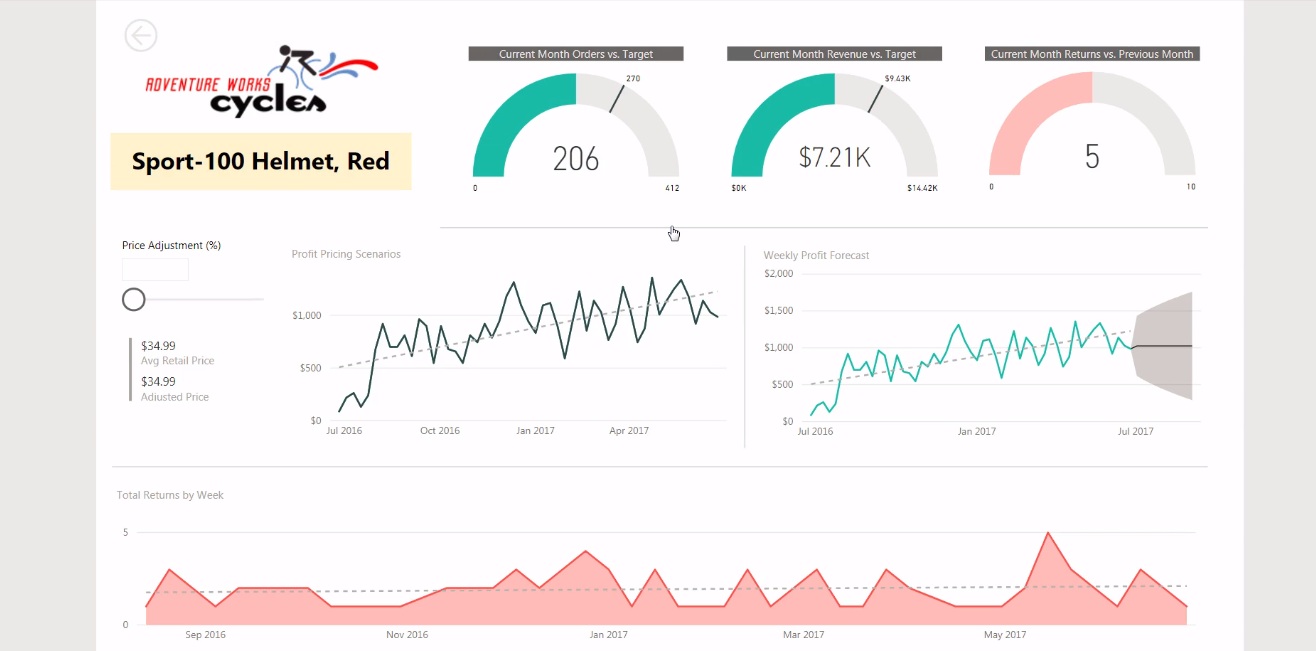 ADVENTURE WORKS
cycles
Sport-100 Helmet, Red
Current Month Orders vs. Target
270
206
0
412
Current Month Revenue vs. Target
$9.43K
$7.21K
$0K
$14.42K
Current Month Returns vs. Previous Month
5
0
10
Price Adjustment (%)
$34.99
Avg Retail Price
$34.99
Adjusted Price
Profit Pricing Scenarios
$1,000
$500
$0
Jul 2016
Oct 2016
Jan 2017
Apr 2017
Weekly Profit Forecast
$2,000
$1,500
$1,000
$500
$0
Jul 2016
Jan 2017
Jul 2017
Total Returns by Week
5
0
Sep 2016
Nov 2016
Jan 2017
Mar 2017
May 2017